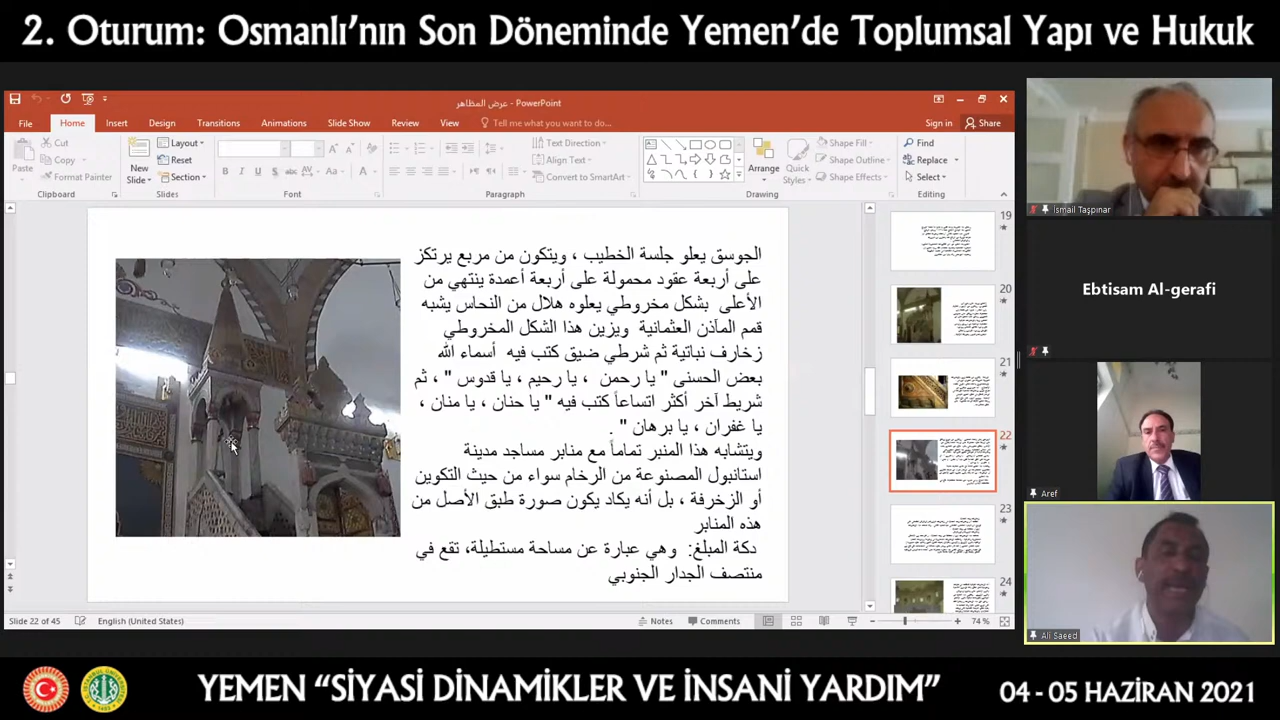 2. Oturum: Osmanlı’nın Son Döneminde Yemen’de Toplumsal Yapı ve Hukuk
عرض المظاهر - PowerPoint
File Home Insert Design Transitions Animations Slide Show Review View Tell me what you want to do... Sign in Share
Paste
Cut
Copy
Format Painter
Clipboard
New Slide
Layout
Reset
Section
Slides
Font
Text Direction
Align Text
Convert to SmartArt
Paragraph
Arrange
Quick Styles
Shape Fill
Shape Outline
Shape Effects
Drawing
Find
Replace
Select
Editing
الجوسق يعلو جلسة الخطيب ، ويتكون من مربع يرتكز
على أربعة عقود محمولة على أربعة أعمدة ينتهي من
الأعلى بشكل مخروطي يعلوه هلال من النحاس يشبه
قمم المآذن العثمانية ويزين هذا الشكل المخروطي
زخارف نباتية ثم شرطي ضيق كتب فيه أسماء الله
بعض الحسنى " يا رحمن ، يا رحيم ، يا قدوس " ، ثم
شريط آخر أكثر اتساعاً كتب فيه " يا حنان ، يا منان ،
يا غفران ، يا برهان " .
ويتشابه هذا المنبر تماماً مع منابر مساجد مدينة
استانبول المصنوعة من الرخام سواء من حيث التكوين
أو الزخرفة ، بل أنه يكاد يكون صورة طبق الأصل من
هذه المنابر
دكة المبلغ: وهي عبارة عن مساحة مستطيلة، تقع في
منتصف الجدار الجنوبي
19
20
21
22
23
24
Slide 22 of 45 English (United States) Notes Comments 74 %
İsmail Taşpınar
Ebtisam Al-gerafi
Aref
Ali Saeed
YEMEN “SİYASİ DİNAMİKLER VE İNSANİ YARDIM”
04 - 05 HAZİRAN 2021